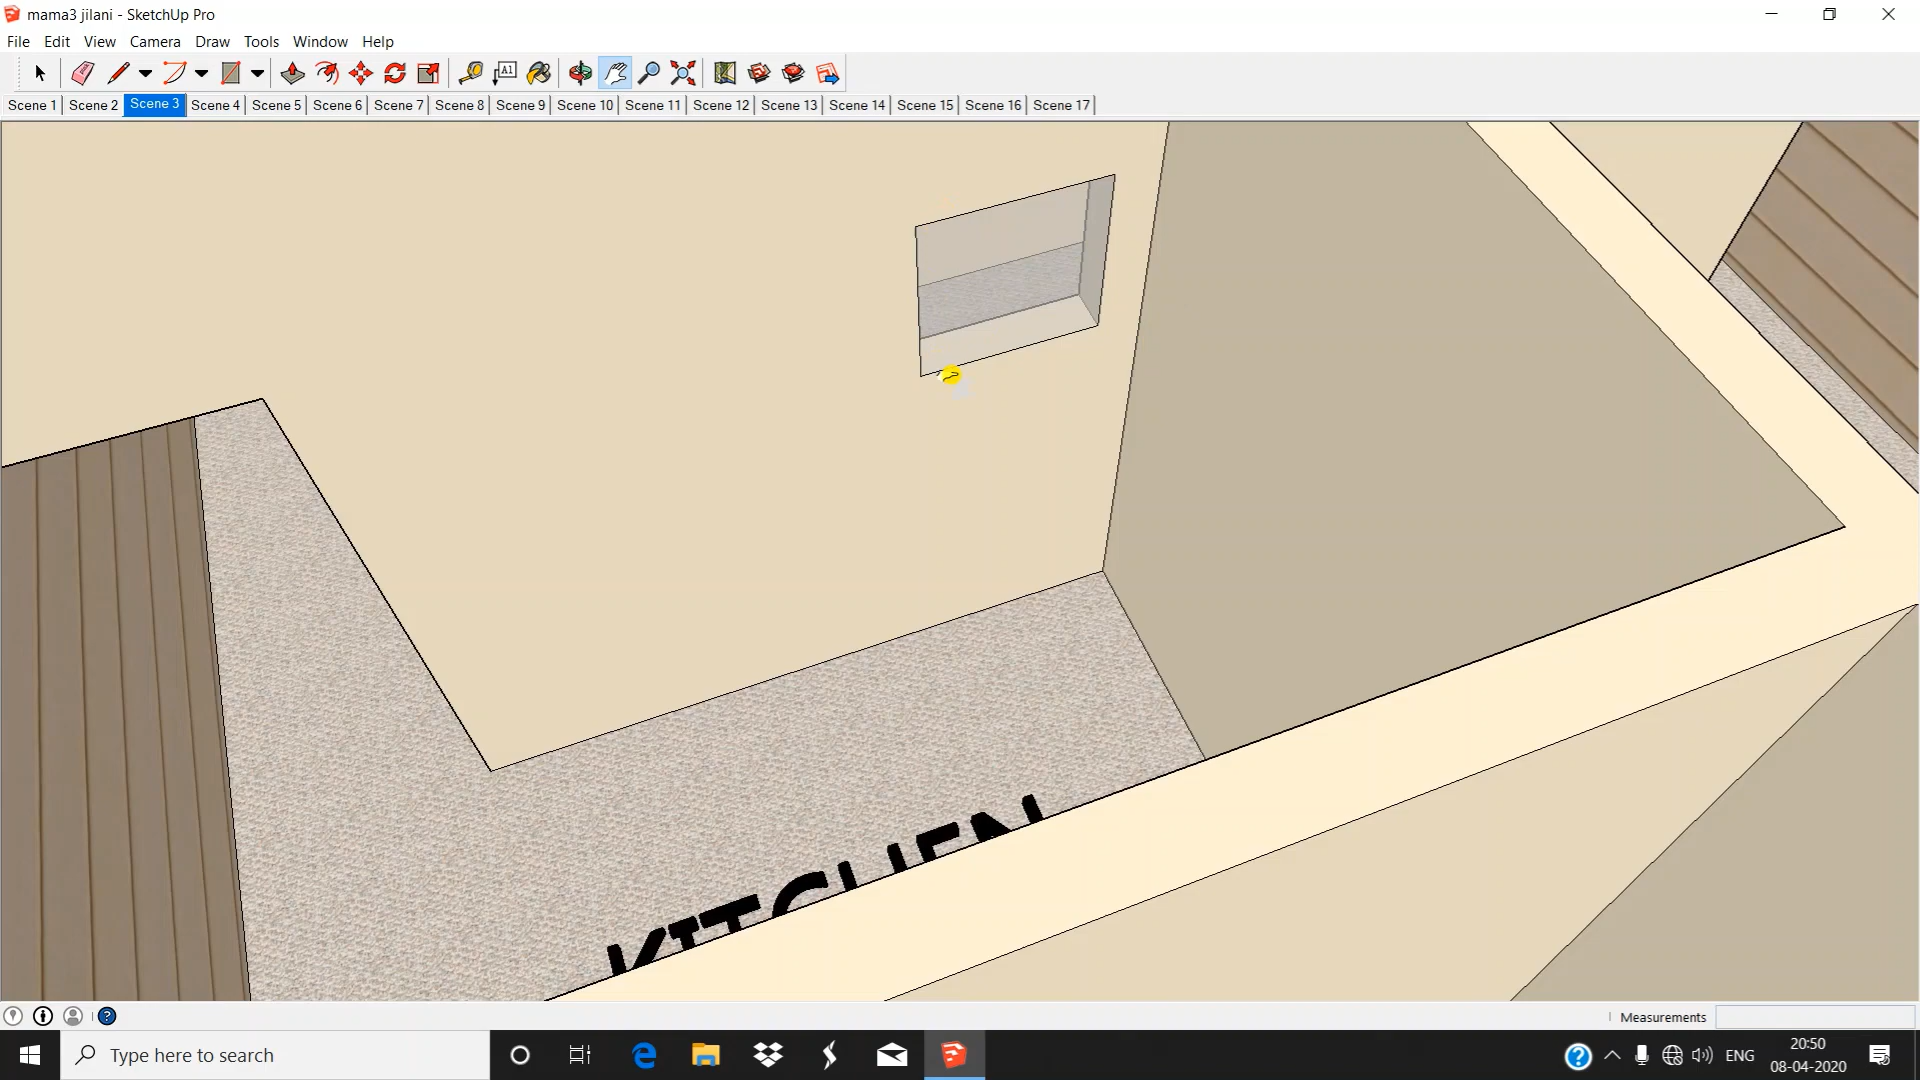 mama3 jilani - SketchUp Pro
File Edit View Camera Draw Tools Window Help
A1
Scene 1 Scene 2 Scene 3 Scene 4 Scene 5 Scene 6 Scene 7 Scene 8 Scene 9 Scene 10 Scene 11 Scene 12 Scene 13 Scene 14 Scene 15 Scene 16 Scene 17
KITCHEN
Measurements
Type here to search
ENG
20:50
08-04-2020